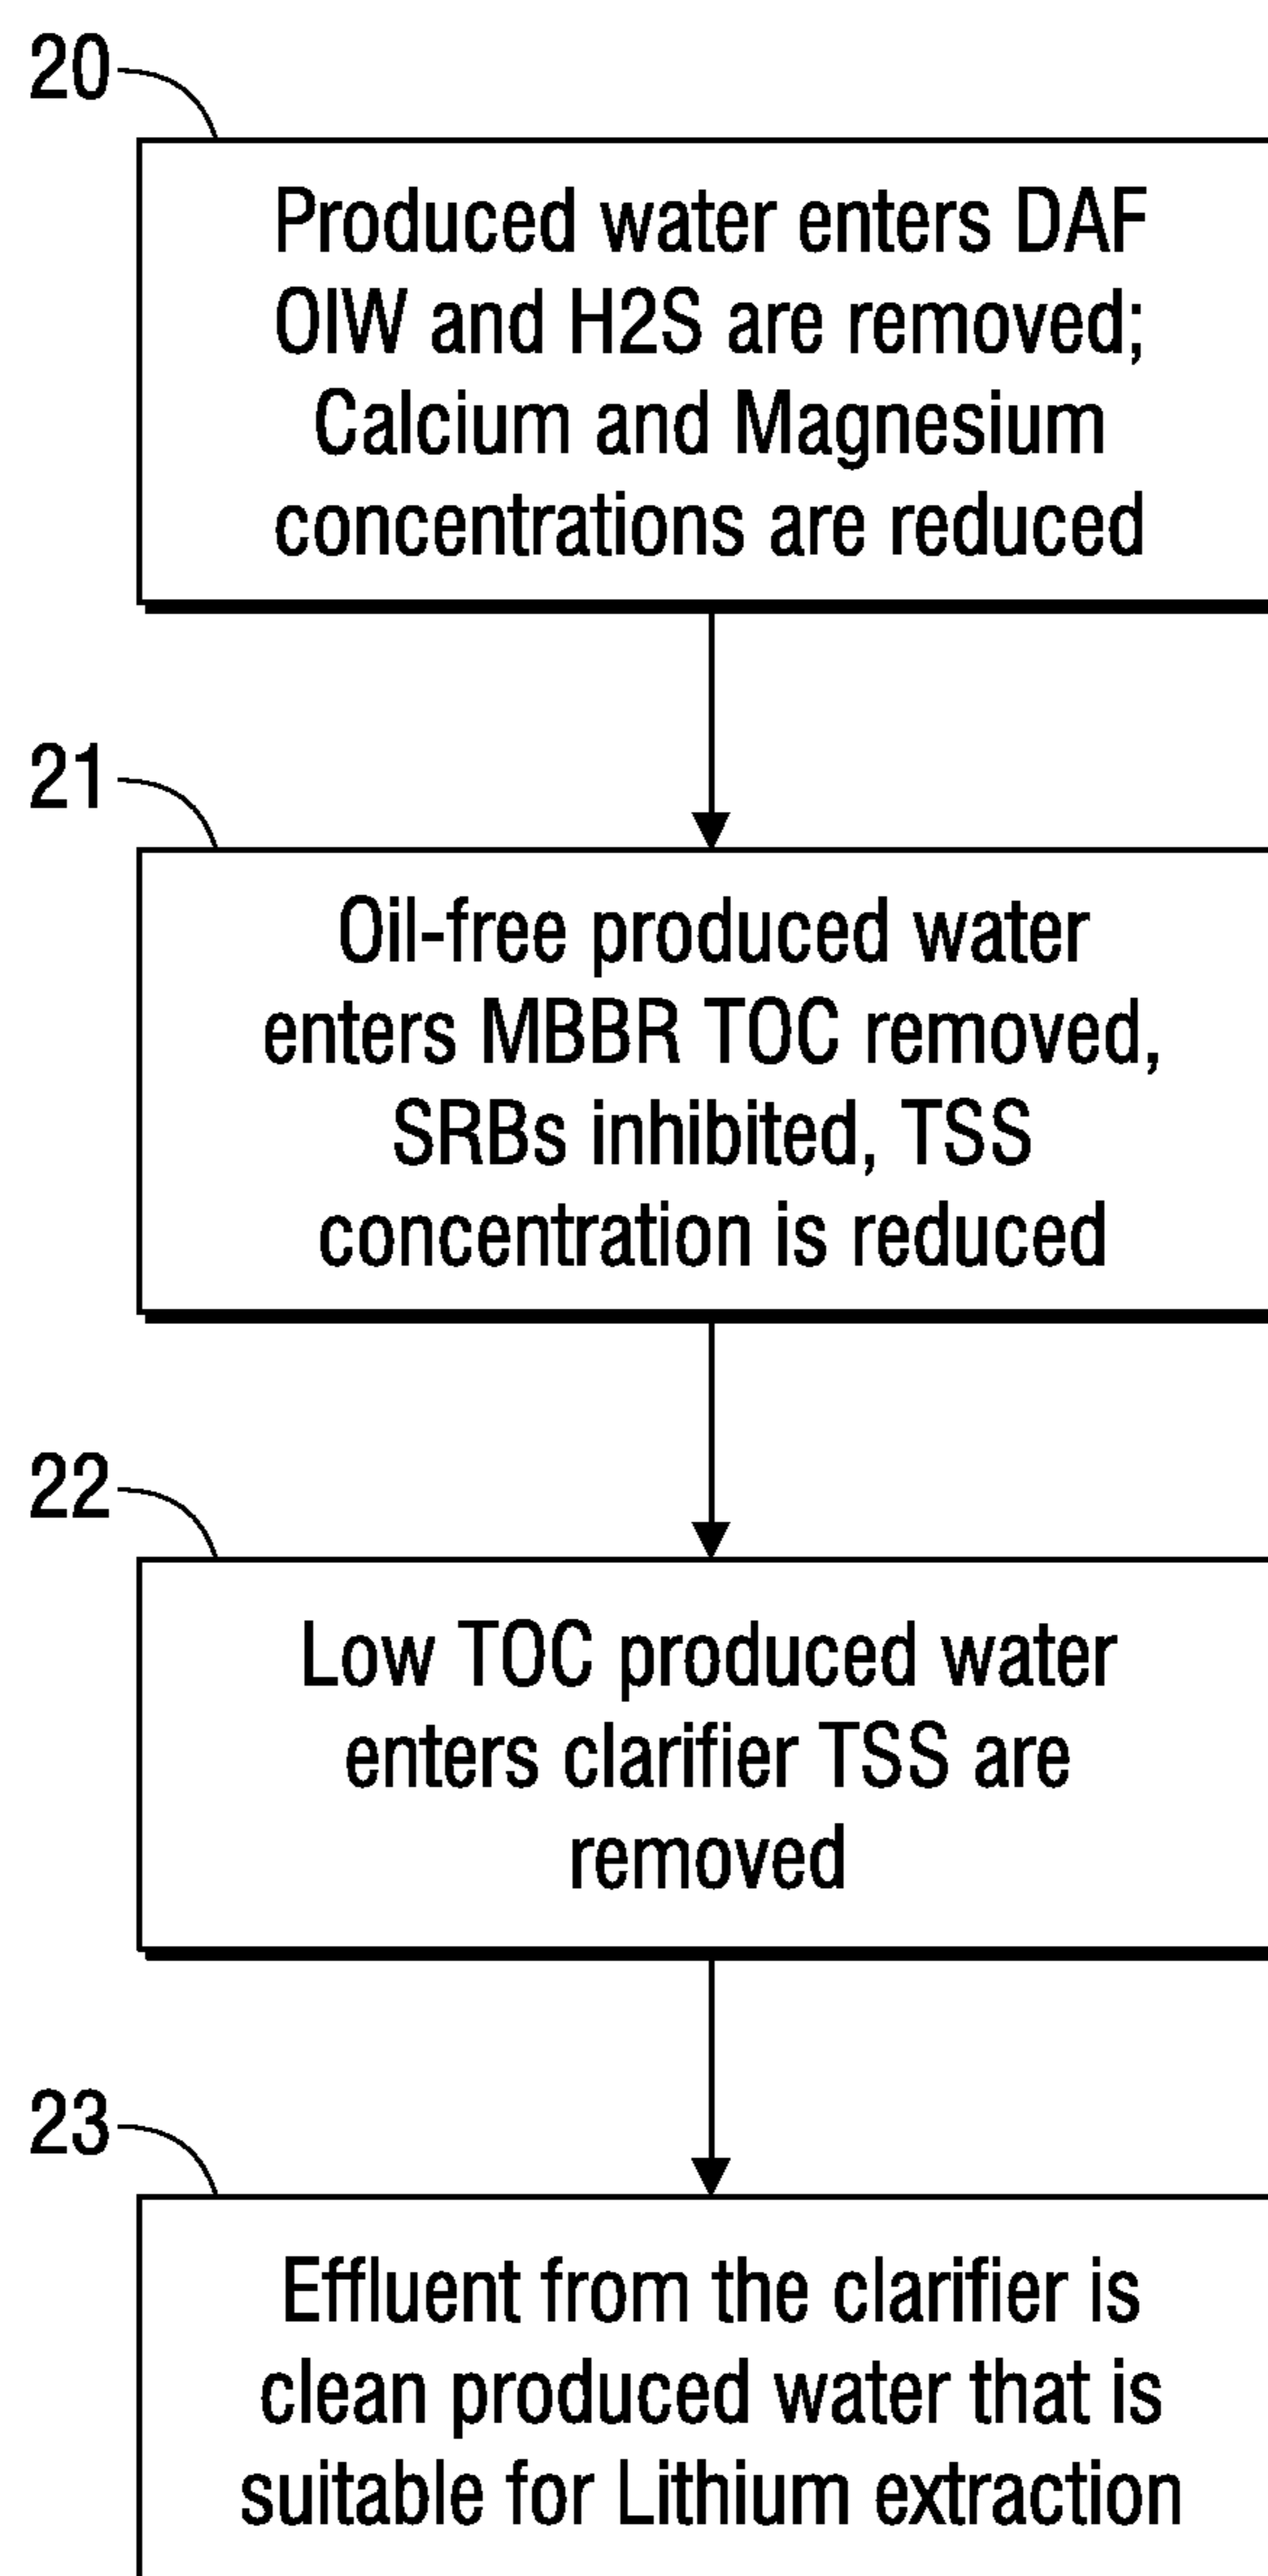 20
Produced water enters DAF
OIW and H2S are removed;
Calcium and Magnesium
concentrations are reduced
21
Oil-free produced water
enters MBBR TOC removed,
SRBs inhibited, TSS
concentration is reduced
22
Low TOC produced water
enters clarifier TSS are
removed
23
Effluent from the clarifier is
clean produced water that is
suitable for Lithium extraction